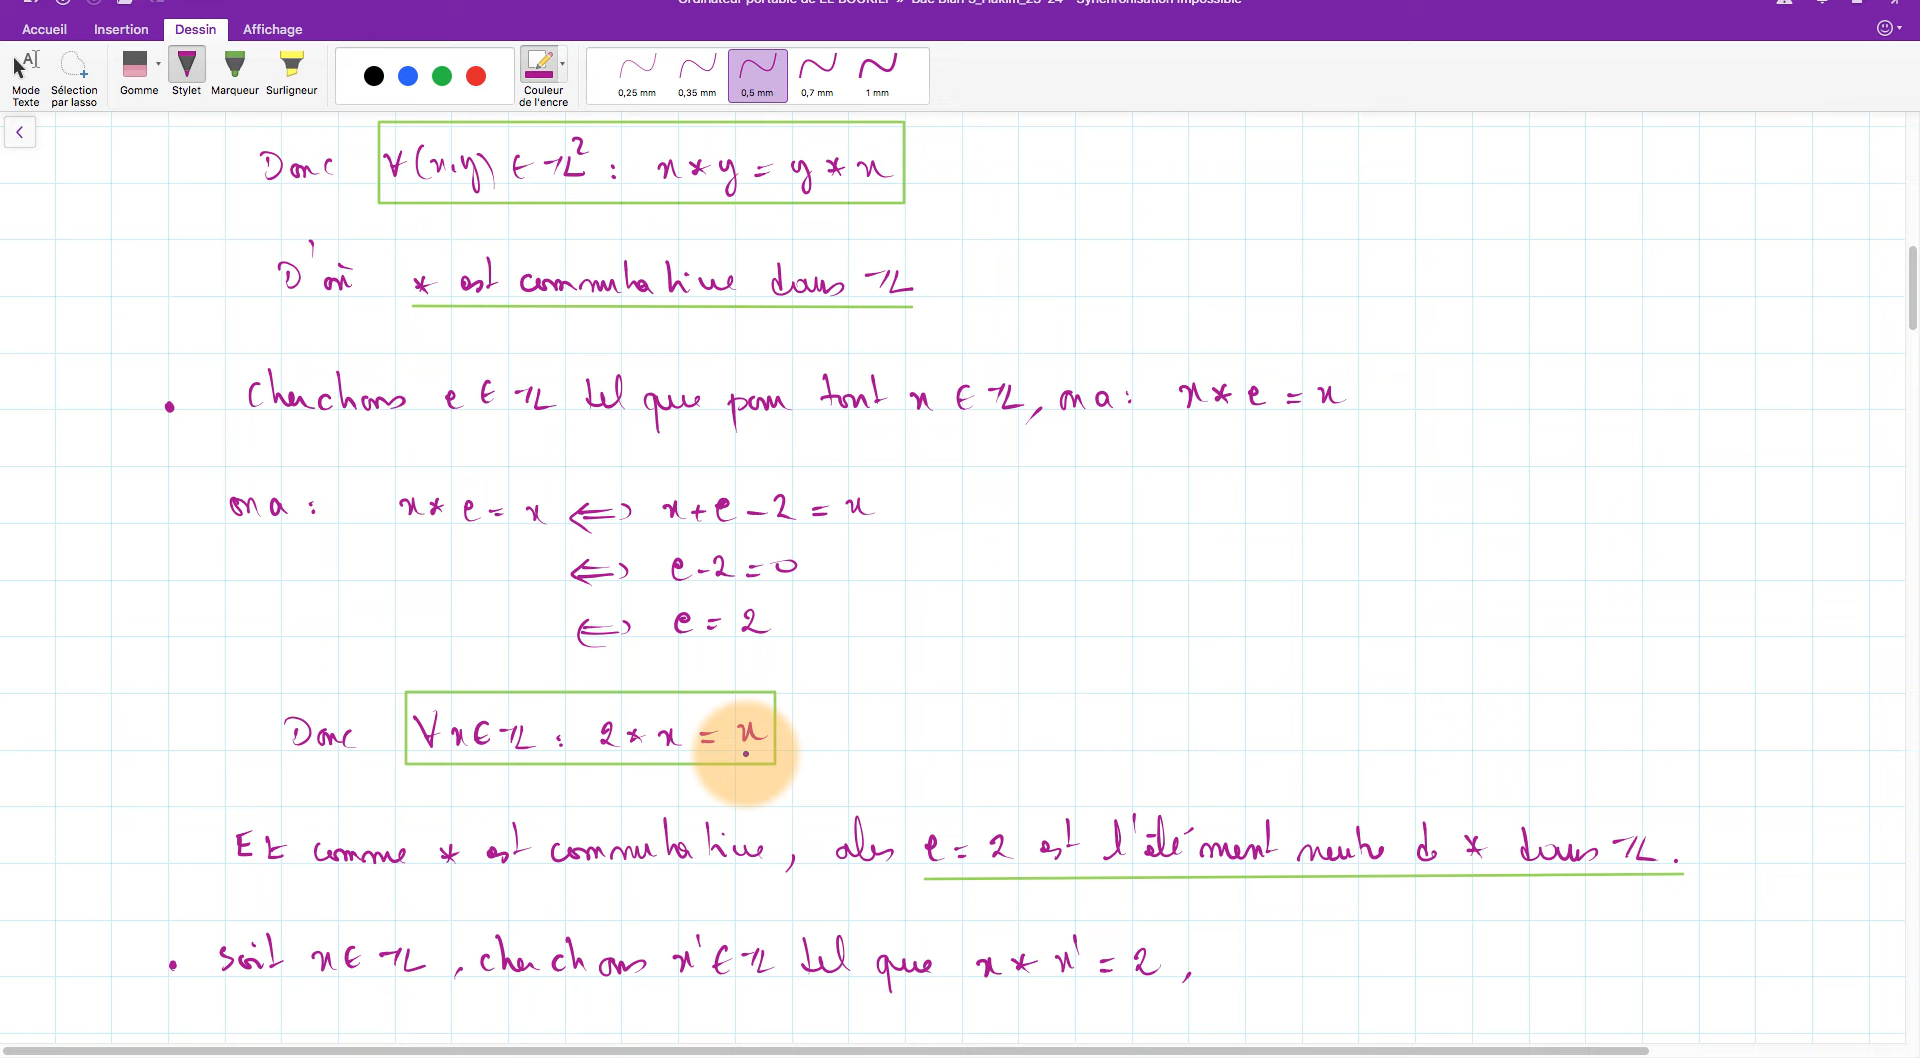 Accueil Insertion Dessin Affichage
Mode Texte Sélection par lasso Gomme Stylet Marqueur Surligneur Couleur de l'encre 0,25 mm 0,35 mm 0,5 mm 0,7 mm 1 mm
Donc ∀(x,y) ∈ ℤ² : x * y = y * x
D'où * est commutative dans ℤ
• Cherchons e ∈ ℤ tel que pour tout x ∈ ℤ, on a : x * e = x
on a : x * e = x ⟺ x + e - 2 = x
⟺ e - 2 = 0
⟺ e = 2
Donc ∀x ∈ ℤ : 2 * x = x
Et comme * est commutative, alors e = 2 est l'élément neutre de * dans ℤ.
• Soit x ∈ ℤ, cherchons x' ∈ ℤ tel que x * x' = 2,